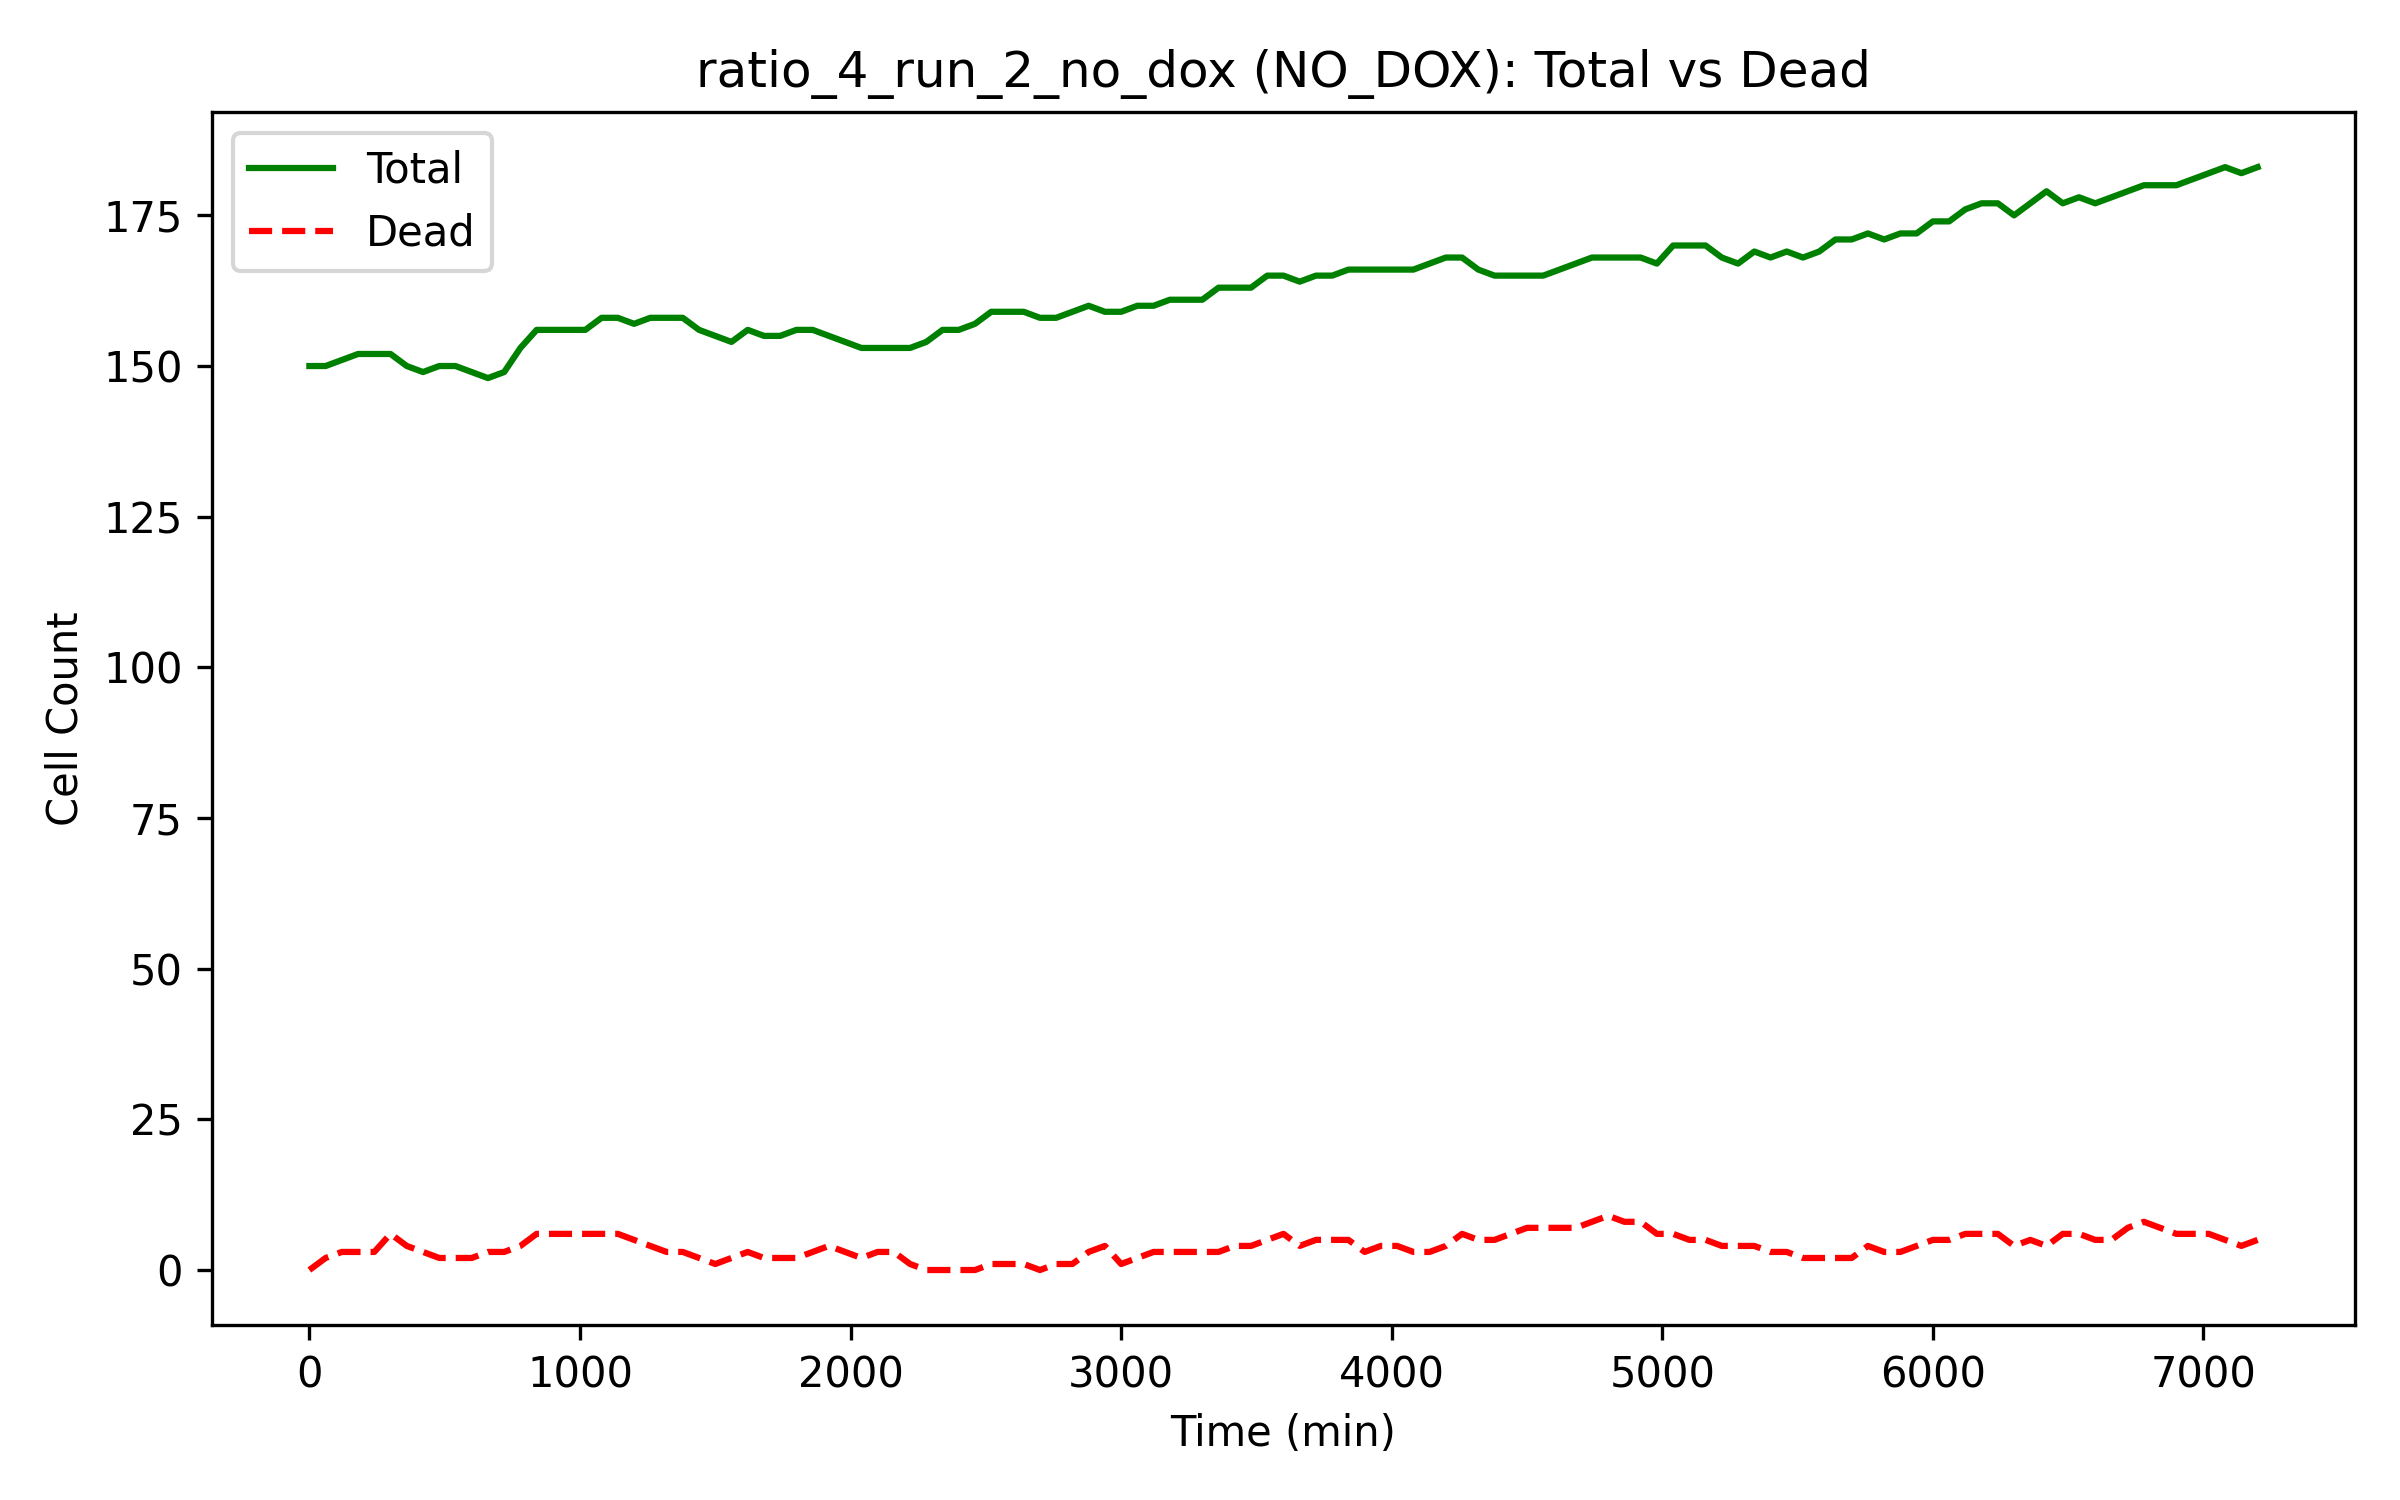 ratio_4_run_2_no_dox (NO_DOX): Total vs Dead
Total
Dead
Cell Count
175
150
125
100
75
50
25
0
0 1000 2000 3000 4000 5000 6000 7000
Time (min)